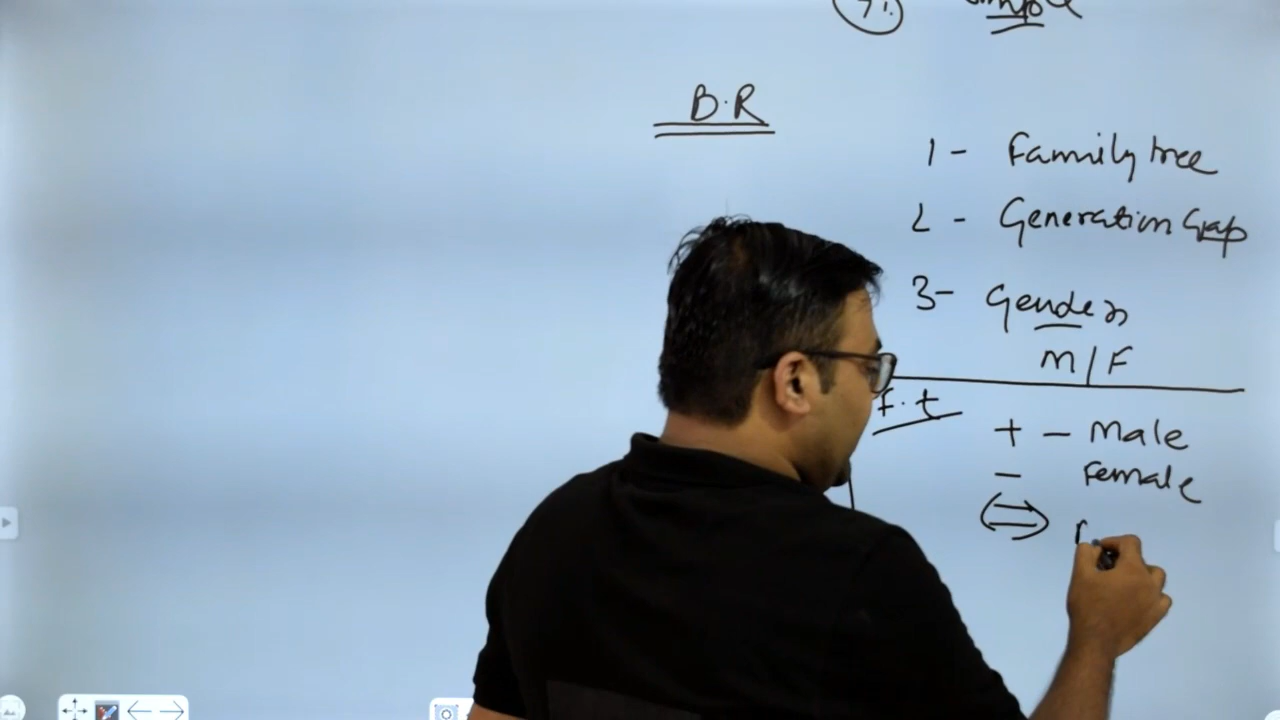 B.R
1 - Family tree
2 - Generation Gap
3 - Gender
M/F
F.t
+ - Male
- Female